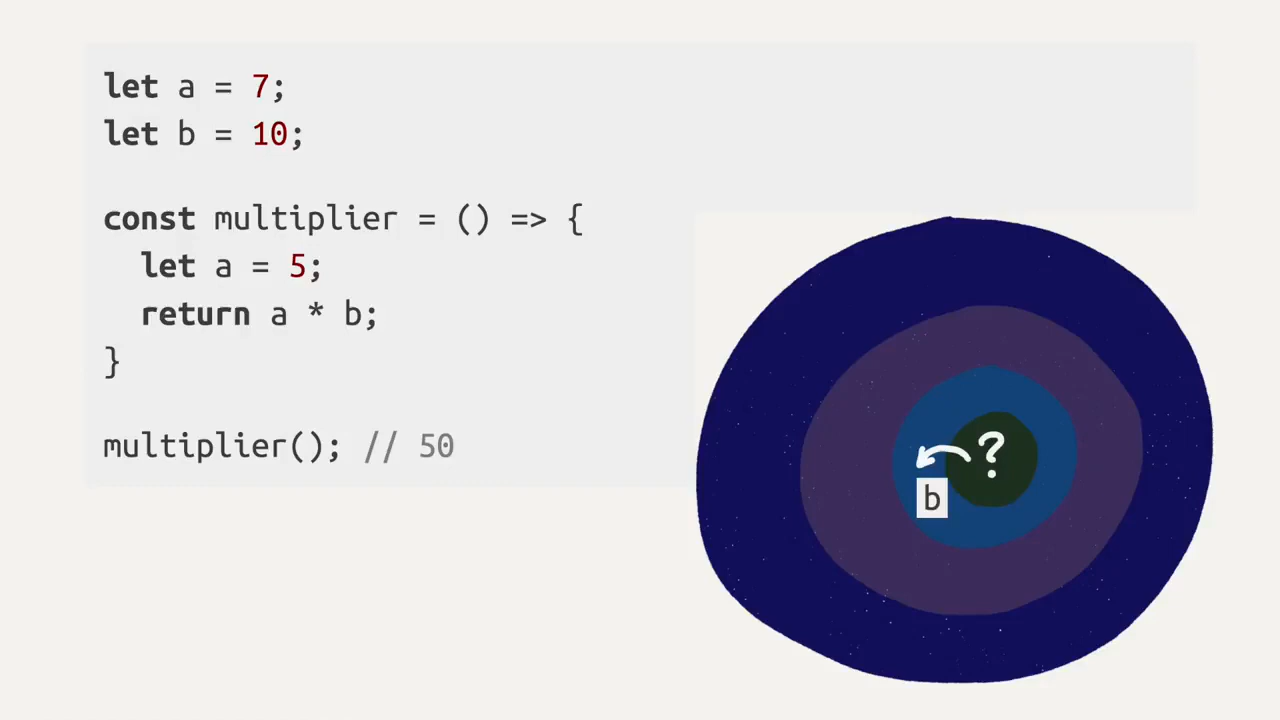 let a = 7;
let b = 10;
const multiplier = () => {
let a = 5;
return a * b;
}
multiplier(); // 50
?
b